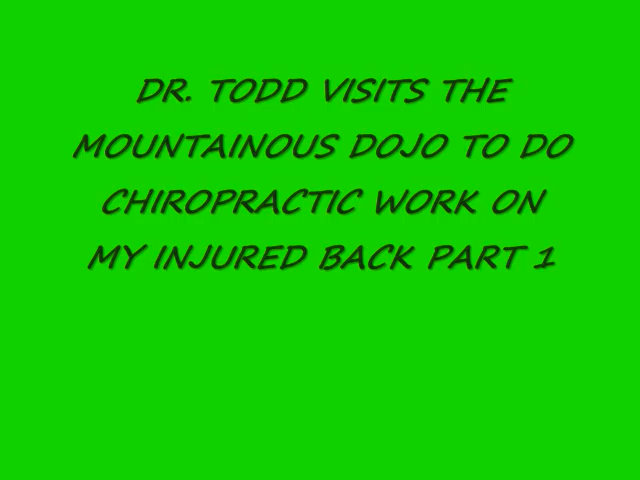 DR. TODD VISITS THE
MOUNTAINOUS DOJO TO DO
CHIROPRACTIC WORK ON
MY INJURED BACK PART 1